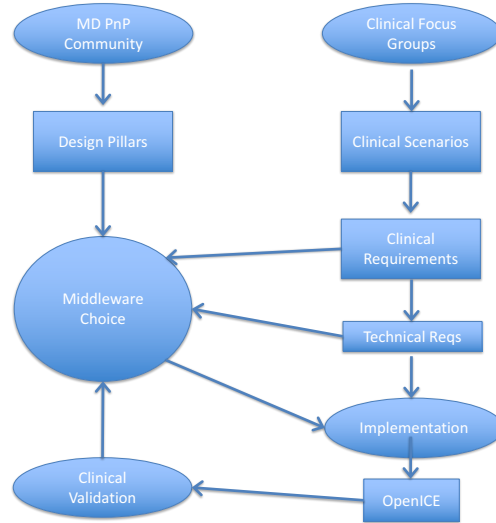 MD PnP
Community
Clinical Focus
Groups
Design Pillars
Clinical Scenarios
Clinical
Requirements
Middleware
Choice
Technical Reqs
Implementation
Clinical
Validation
OpenICE